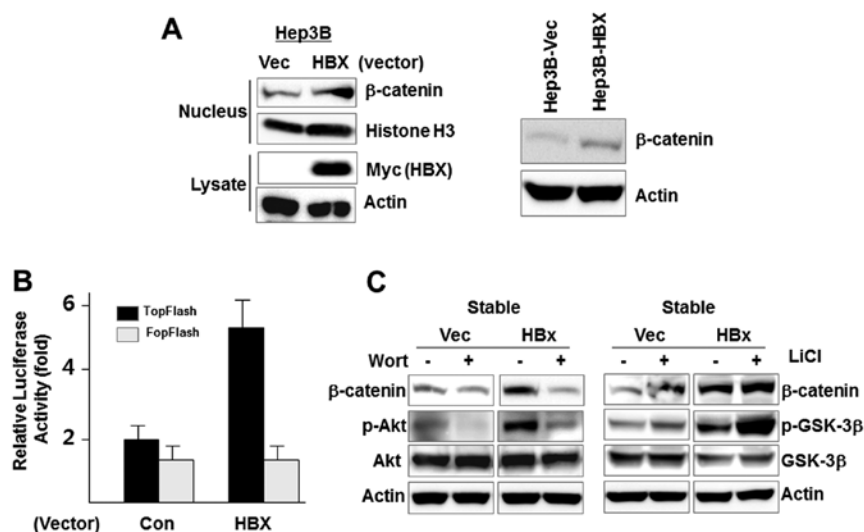 A
Hep3B
Vec HBX (vector)
Nucleus
β-catenin
Histone H3
Lysate
Myc (HBX)
Actin
Hep3B-Vec
Hep3B-HBX
β-catenin
Actin
B
Relative Luciferase
Activity (fold)
6
4
2
TopFlash
FopFlash
(Vector) Con HBX
C
Stable
Vec HBx
Wort - + - +
β-catenin
p-Akt
Akt
Actin
Stable
Vec HBx
- + - + LiCl
β-catenin
p-GSK-3β
GSK-3β
Actin